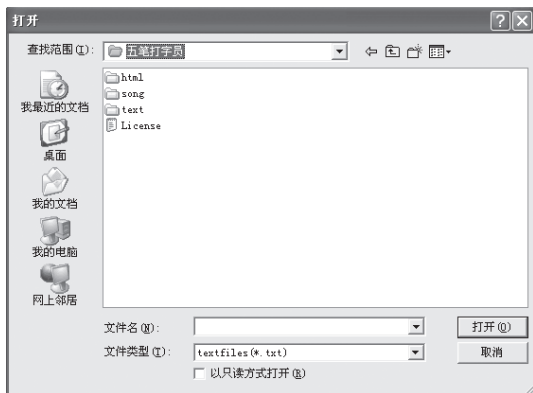 打开
查找范围(I):
五笔打字员
html
song
text
License
我最近的文档
桌面
我的文档
我的电脑
网上邻居
文件名(N):
打开(O)
文件类型(T):
textfiles(*.txt)
取消
以只读方式打开(R)